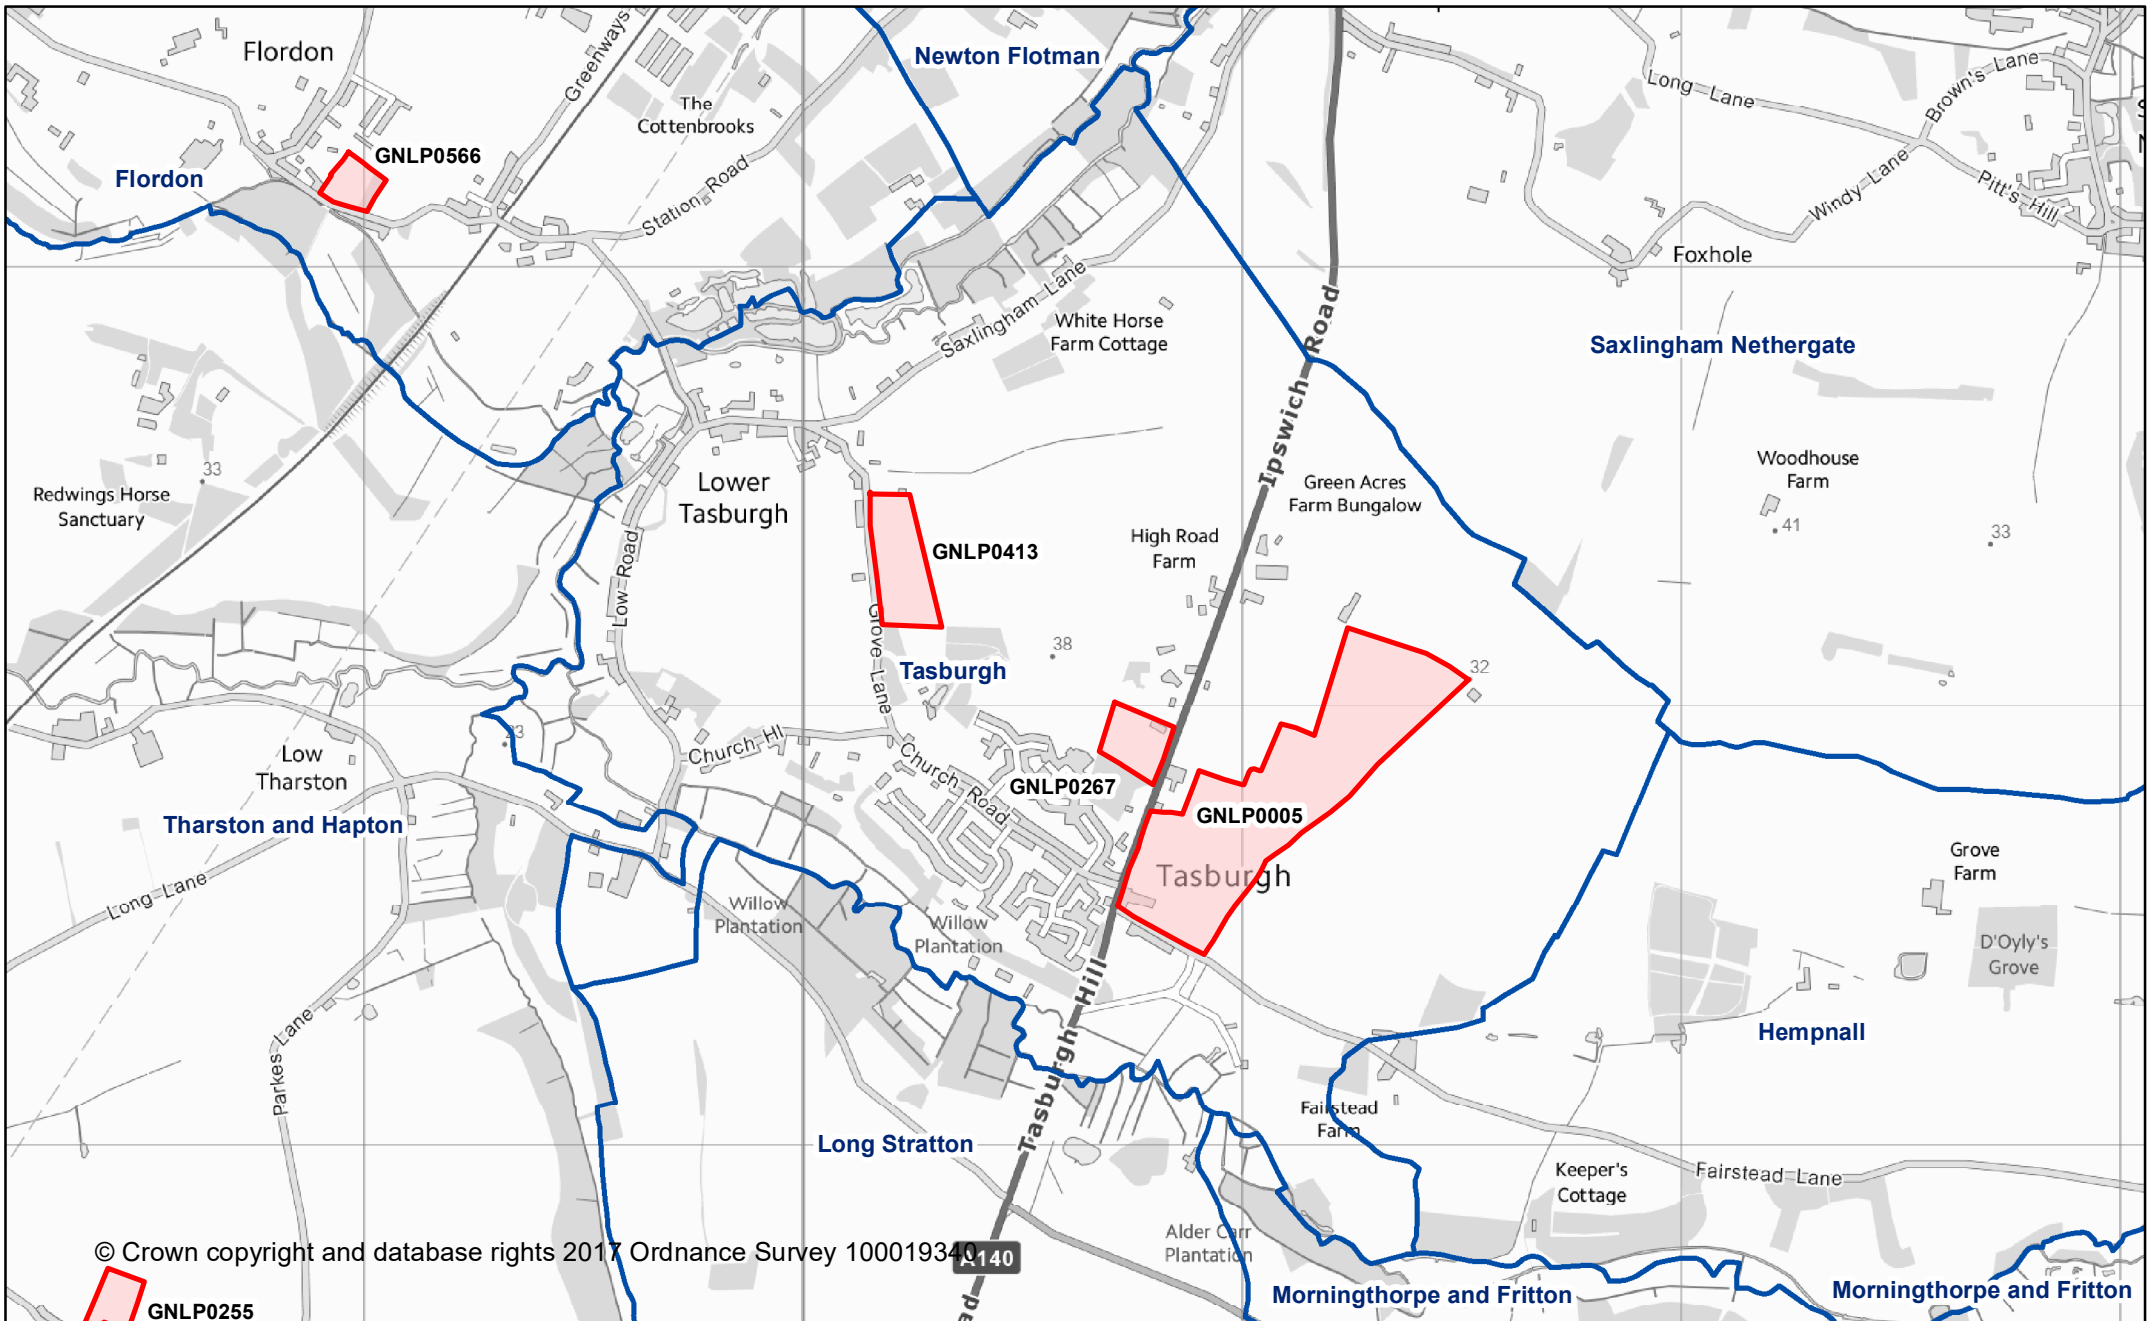 Newton Flotman
Flordon
Greenways
The
Cottenbrooks
Long Lane
Brown's Lane
GNLP0566
Flordon
Station Road
Windy Lane
Pitt's Hill
Foxhole
Saxlingham Lane
White Horse
Farm Cottage
Ipswich Road
Saxlingham Nethergate
33
Redwings Horse
Sanctuary
Lower
Tasburgh
Green Acres
Farm Bungalow
Woodhouse
Farm
41
33
Low Road
GNLP0413
High Road
Farm
Grove Lane
38
Tasburgh
32
23
Low
Tharston
Church Hl
Church Road
GNLP0267
GNLP0005
Tharston and Hapton
Tasburgh
Grove
Farm
Long Lane
Willow
Plantation
Willow
Plantation
D'Oyly's
Grove
Parkes Lane
Tasburgh Hill
Hempnall
Fairstead
Farm
Long Stratton
Keeper's
Cottage
Fairstead Lane
Alder Carr
Plantation
© Crown copyright and database rights 2017 Ordnance Survey 100019340
A140
Morningthorpe and Fritton
Morningthorpe and Fritton
GNLP0255